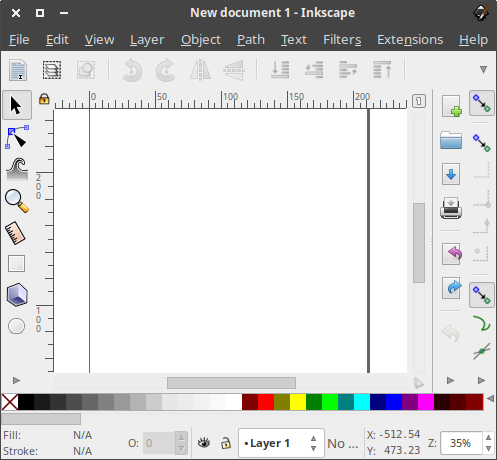 New document 1 - Inkscape
File Edit View Layer Object Path Text Filters Extensions Help
0 50 100 150 200
200
100
Fill: N/A
Stroke: N/A
O: 0
•Layer 1
No ...
X: -512.54
Y: 473.23
Z: 35%